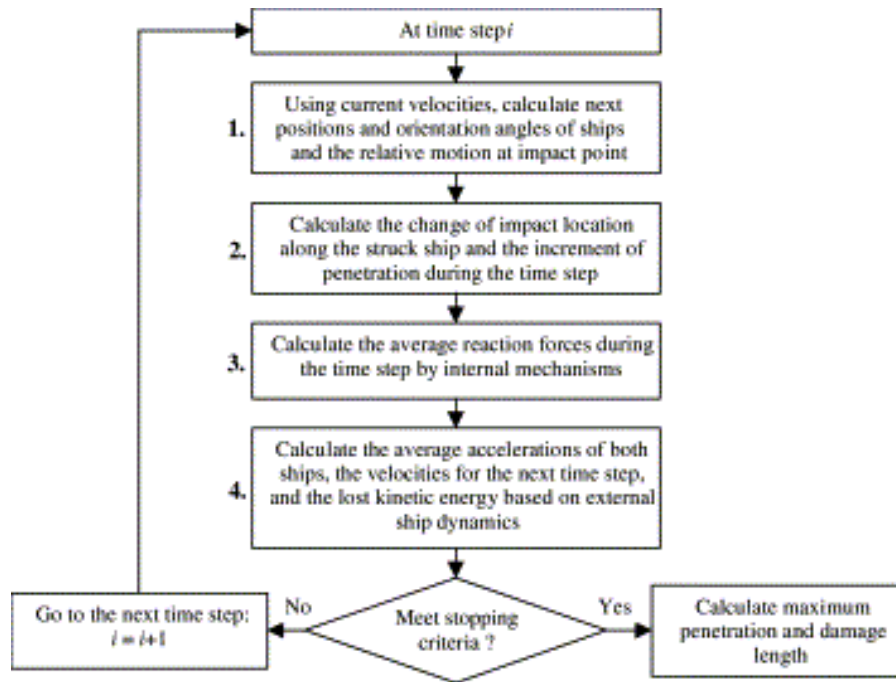 At time step i
1.
Using current velocities, calculate next
positions and orientation angles of ships
and the relative motion at impact point
2.
Calculate the change of impact location
along the struck ship and the increment of
penetration during the time step
3.
Calculate the average reaction forces during
the time step by internal mechanisms
4.
Calculate the average accelerations of both
ships, the velocities for the next time step,
and the lost kinetic energy based on external
ship dynamics
Go to the next time step:
i = i+1
No
Meet stopping
criteria ?
Yes
Calculate maximum
penetration and damage
length